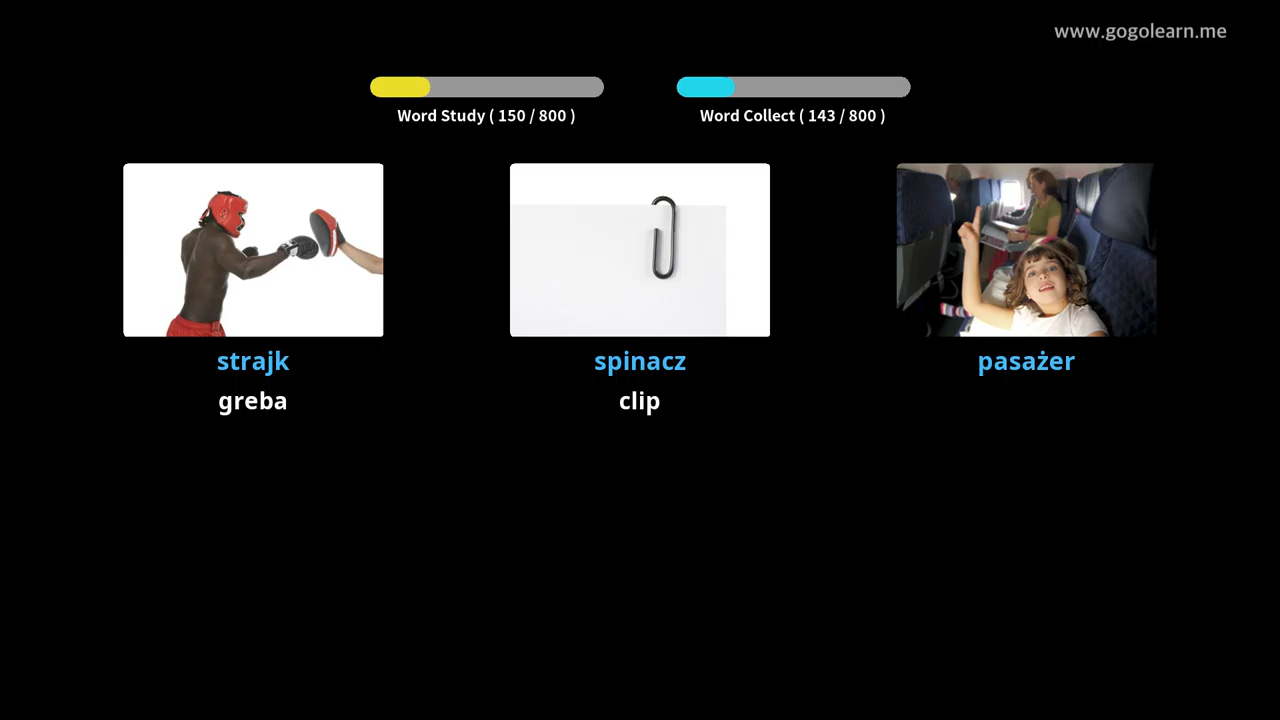 www.gogolearn.me
Word Study ( 150 / 800 )
Word Collect ( 143 / 800 )
strajk
spinacz
pasażer
greba
clip